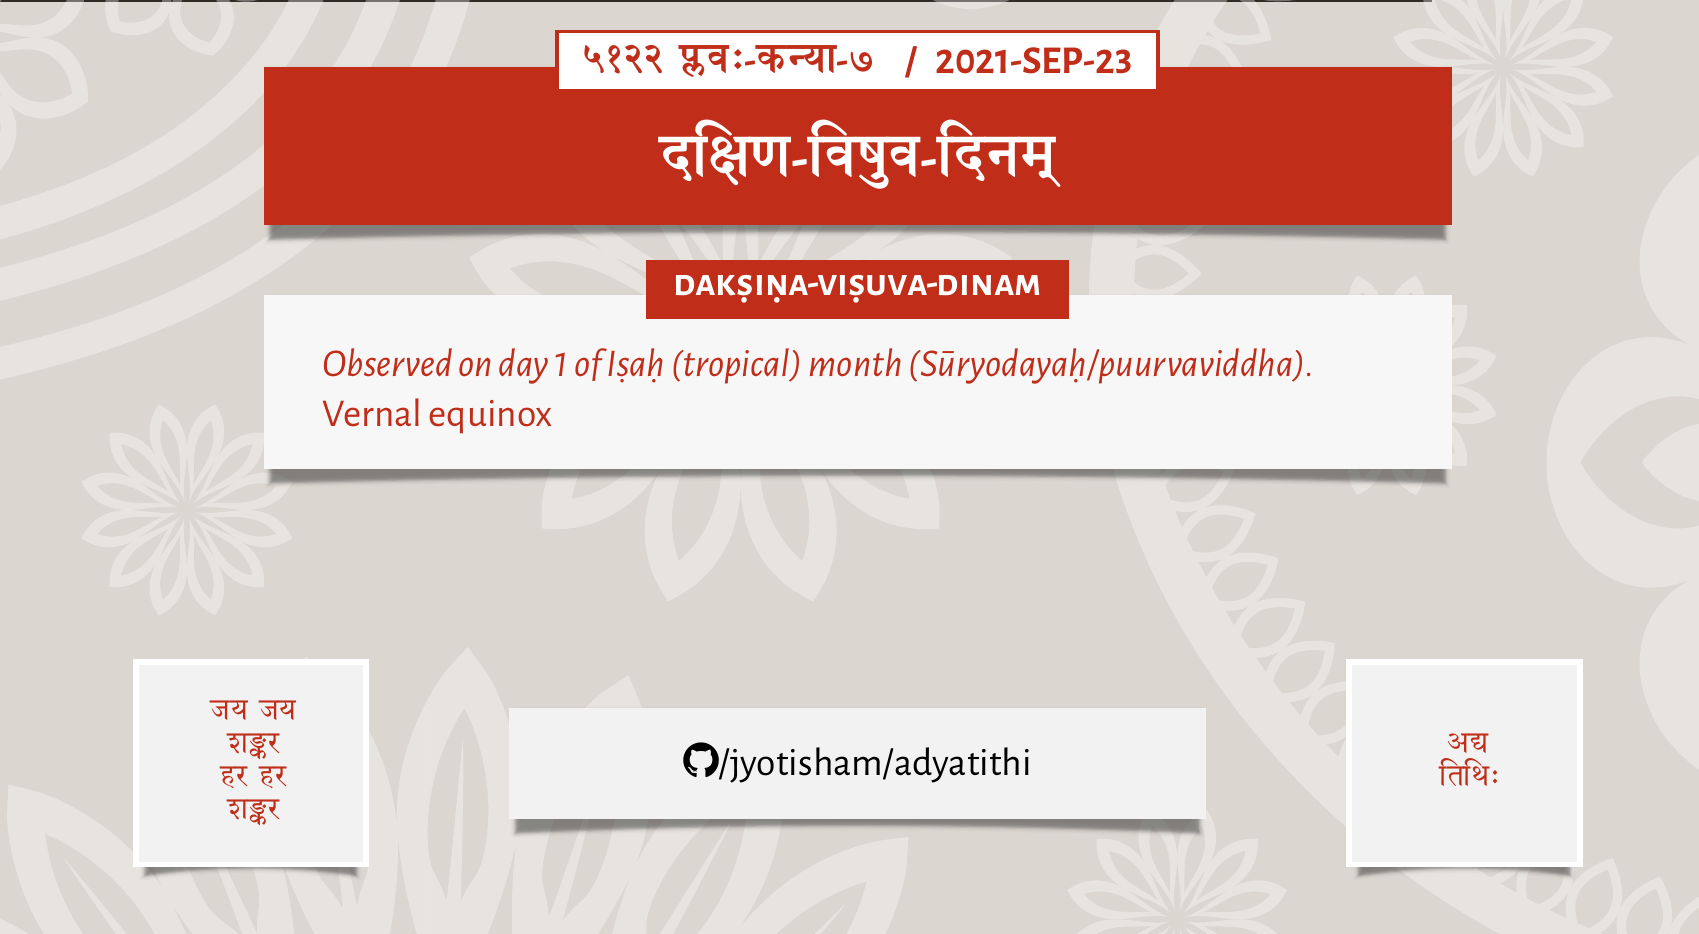 ५१२२ प्लवः-कन्या-७ / 2021-SEP-23
दक्षिण-विषुव-दिनम्
DAKṢIṆA-VIṢUVA-DINAM
Observed on day 1 of Iṣaḥ (tropical) month (Sūryodayaḥ/puurvaviddha).
Vernal equinox
जय जय
शङ्कर
हर हर
शङ्कर
/jyotisham/adyatithi
अद्य
तिथिः